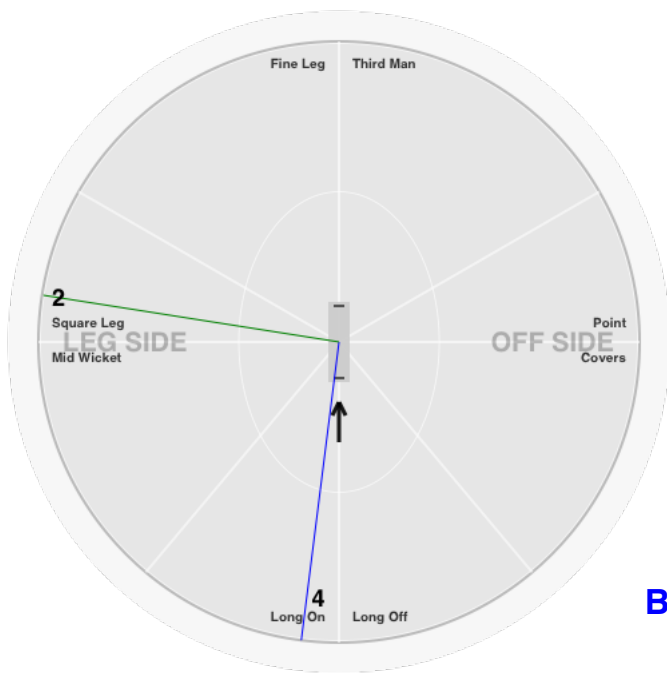 Fine Leg Third Man
2
Square Leg
Point
LEG SIDE
OFF SIDE
Mid Wicket
Covers
4
B
Long On Long Off